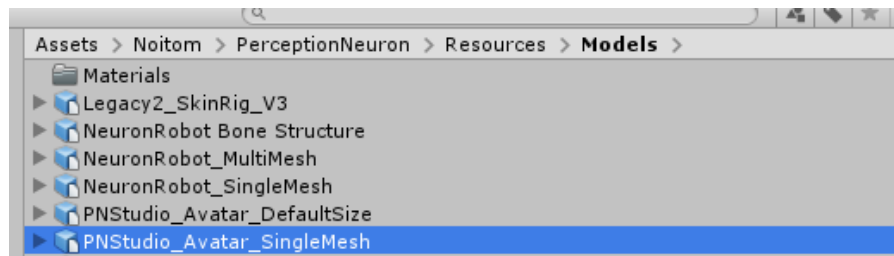 Assets > Noitom > PerceptionNeuron > Resources > Models >
Materials
Legacy2_SkinRig_V3
NeuronRobot Bone Structure
NeuronRobot_MultiMesh
NeuronRobot_SingleMesh
PNStudio_Avatar_DefaultSize
PNStudio_Avatar_SingleMesh